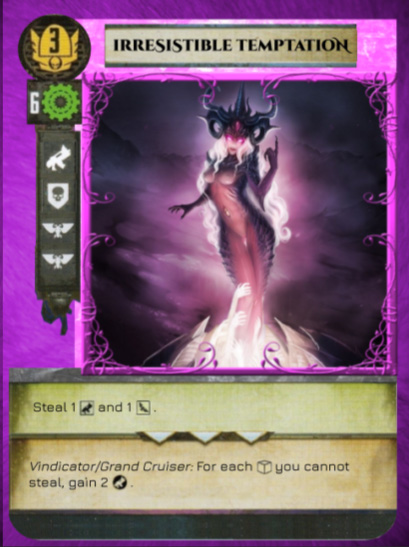 3
IRRESISTIBLE TEMPTATION
6
Steal 1 and 1 .
Vindicator/Grand Cruiser: For each you cannot
steal, gain 2 .